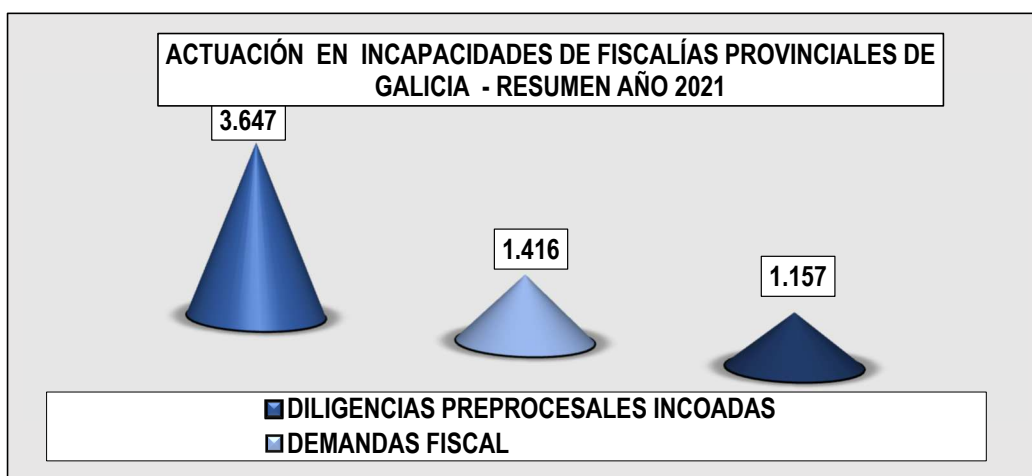 ACTUACIÓN EN INCAPACIDADES DE FISCALÍAS PROVINCIALES DE
GALICIA - RESUMEN AÑO 2021
3.647
1.416
1.157
DILIGENCIAS PREPROCESALES INCOADAS
DEMANDAS FISCAL